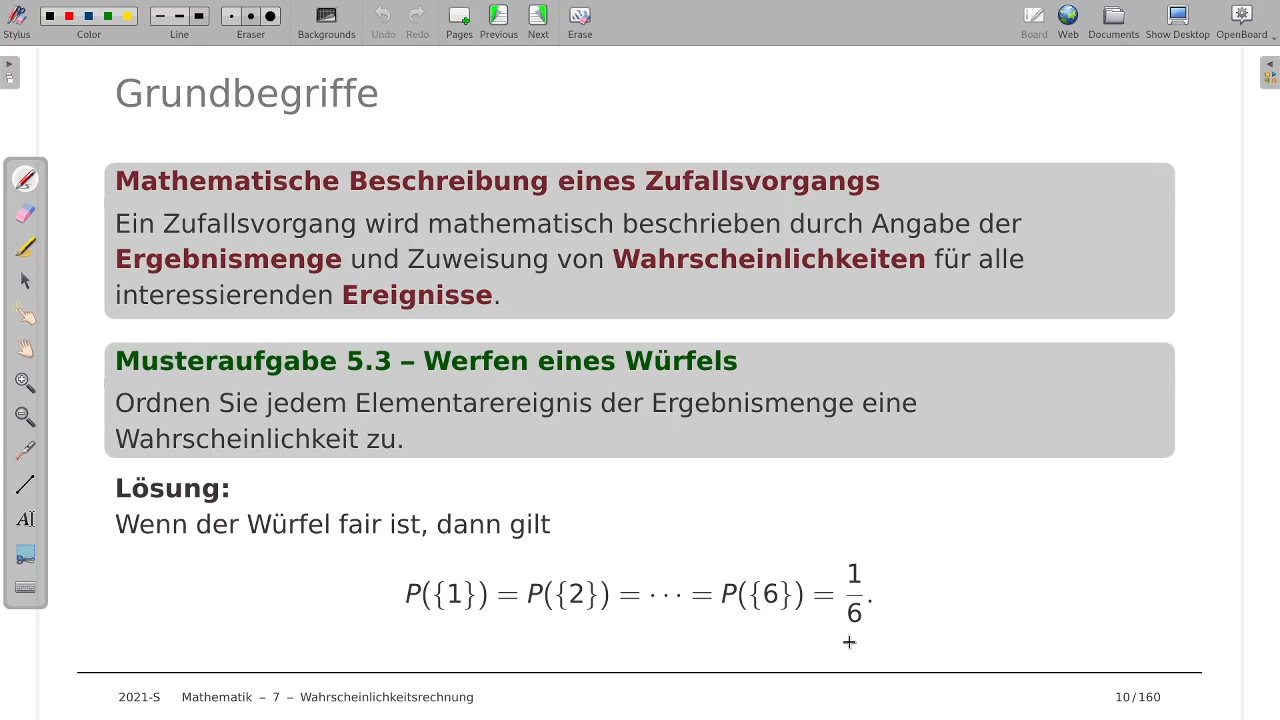 Stylus Color Line Eraser Backgrounds Undo Redo Pages Previous Next Erase Board Web Documents Show Desktop OpenBoard
Grundbegriffe
Mathematische Beschreibung eines Zufallsvorgangs
Ein Zufallsvorgang wird mathematisch beschrieben durch Angabe der
Ergebnismenge und Zuweisung von Wahrscheinlichkeiten für alle
interessierenden Ereignisse.
Musteraufgabe 5.3 – Werfen eines Würfels
Ordnen Sie jedem Elementarereignis der Ergebnismenge eine
Wahrscheinlichkeit zu.
Lösung:
Wenn der Würfel fair ist, dann gilt
P({1}) = P({2}) = ⋯ = P({6}) = 1/6.
2021-S Mathematik – 7 – Wahrscheinlichkeitsrechnung 10/160